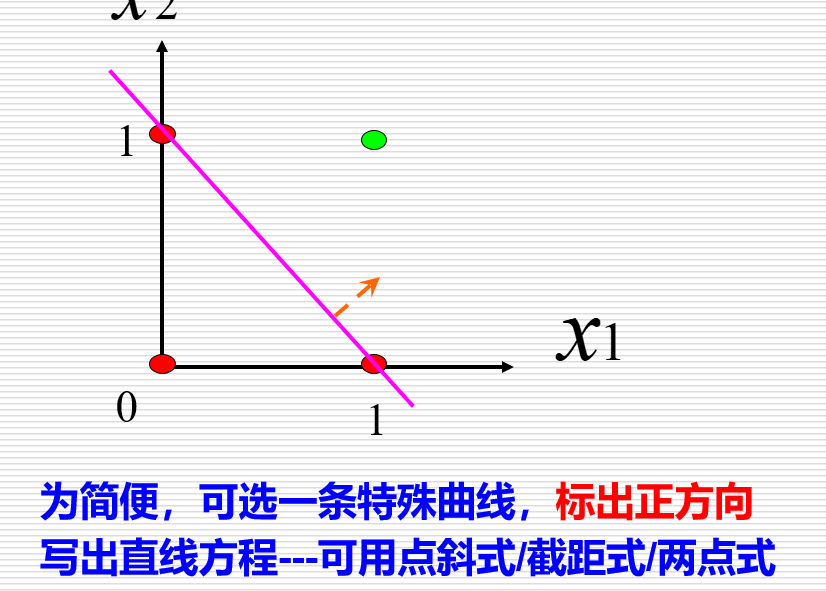 x2
1
x1
0
1
为简便，可选一条特殊曲线，标出正方向
写出直线方程---可用点斜式/截距式/两点式